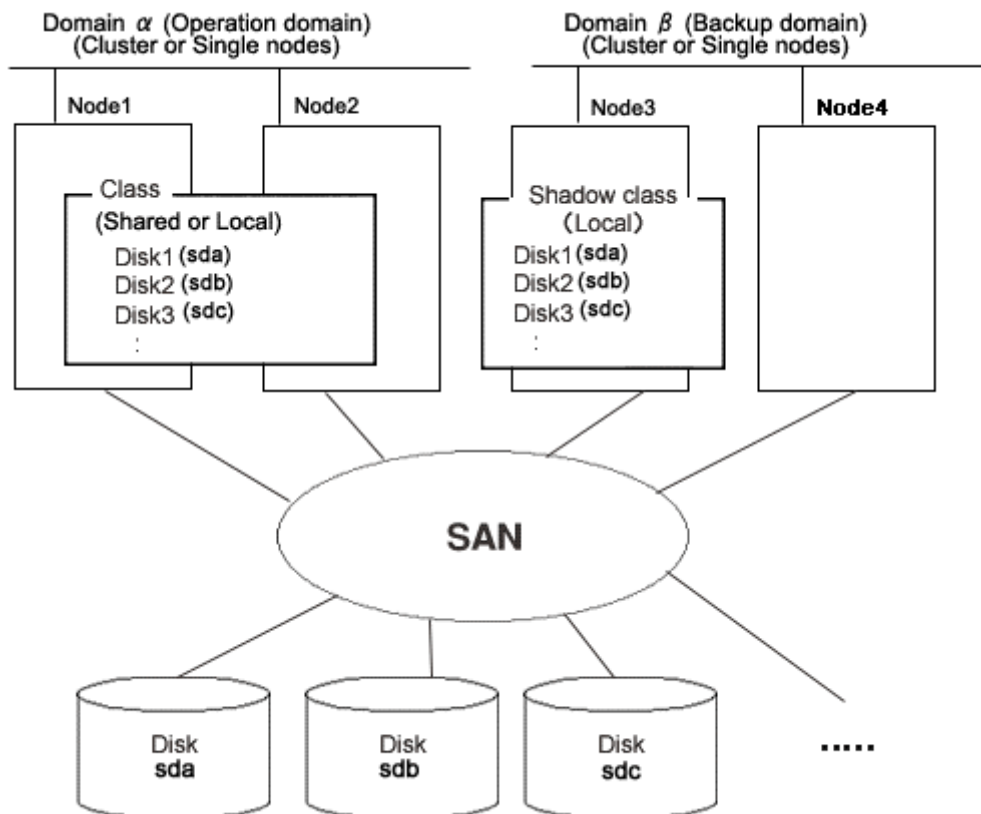 Domain α (Operation domain)
(Cluster or Single nodes)
Domain β (Backup domain)
(Cluster or Single nodes)
Node1
Node2
Node3
Node4
Class
(Shared or Local)
Disk1 (sda)
Disk2 (sdb)
Disk3 (sdc)
:
Shadow class
(Local)
Disk1 (sda)
Disk2 (sdb)
Disk3 (sdc)
:
SAN
Disk
sda
Disk
sdb
Disk
sdc
.....